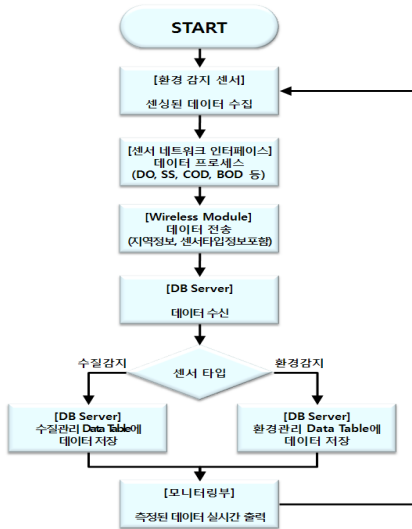 START
[환경 감지 센서]
센싱된 데이터 수집
[센서 네트워크 인터페이스]
데이터 프로세스
(DO, SS, COD, BOD 등)
[Wireless Module]
데이터 전송
(지역정보, 센서타입정보포함)
[DB Server]
데이터 수신
수질감지
센서 타입
환경감지
[DB Server]
수질관리 Data Table에
데이터 저장
[DB Server]
환경관리 Data Table에
데이터 저장
[모니터링부]
측정된 데이터 실시간 출력